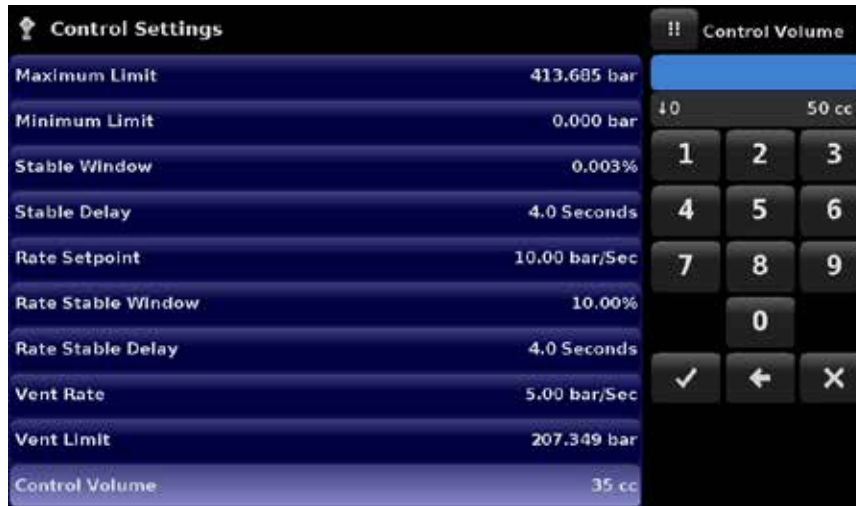 Control Settings
Maximum Limit 413.685 bar
Minimum Limit 0.000 bar
Stable Window 0.003%
Stable Delay 4.0 Seconds
Rate Setpoint 10.00 bar/Sec
Rate Stable Window 10.00%
Rate Stable Delay 4.0 Seconds
Vent Rate 5.00 bar/Sec
Vent Limit 207.349 bar
Control Volume 35 cc
Control Volume
↓0 50 cc
1 2 3
4 5 6
7 8 9
0